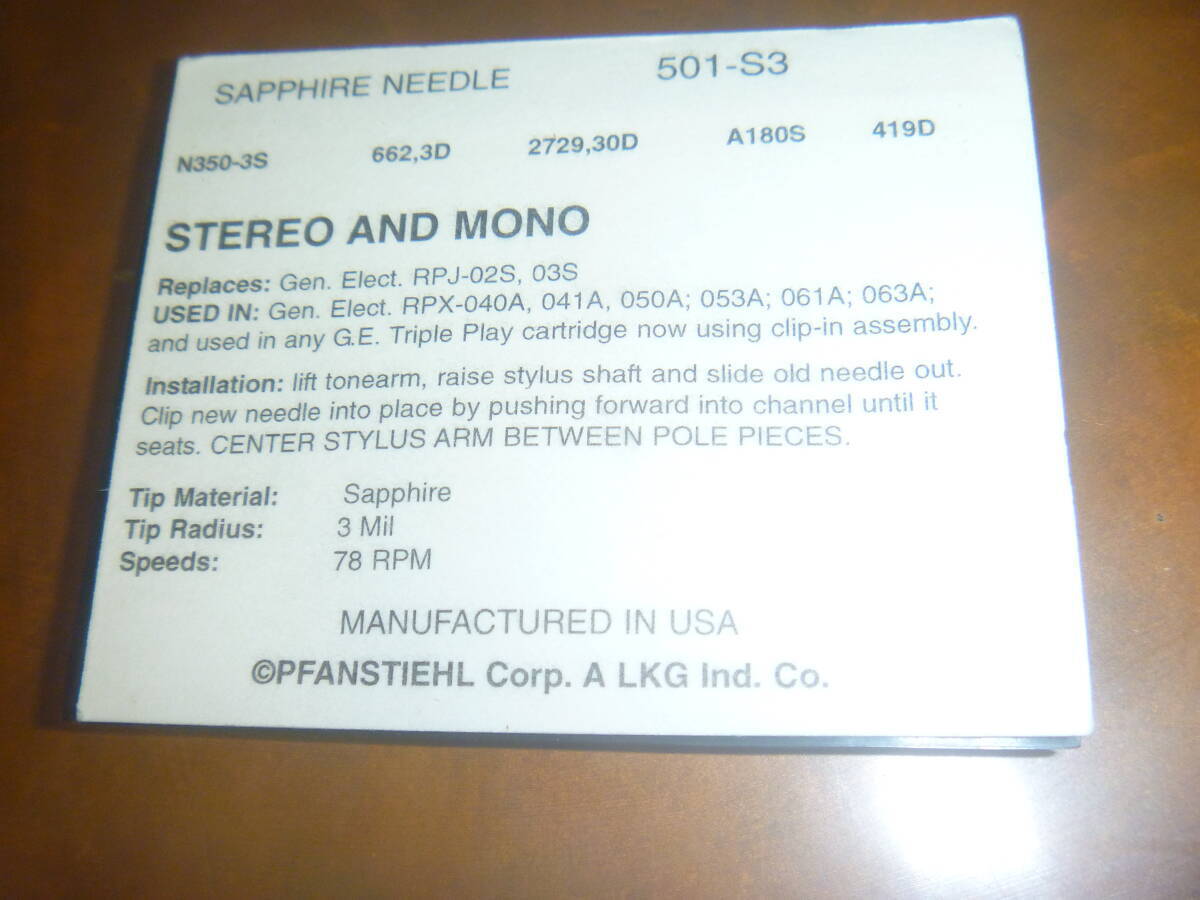 SAPPHIRE NEEDLE 501-S3
N350-3S 662,3D 2729,30D A180S 419D
STEREO AND MONO
Replaces: Gen. Elect. RPJ-02S, 03S
USED IN: Gen. Elect. RPX-040A, 041A, 050A; 053A; 061A; 063A;
and used in any G.E. Triple Play cartridge now using clip-in assembly.
Installation: lift tonearm, raise stylus shaft and slide old needle out.
Clip new needle into place by pushing forward into channel until it
seats. CENTER STYLUS ARM BETWEEN POLE PIECES.
Tip Material: Sapphire
Tip Radius: 3 Mil
Speeds: 78 RPM
MANUFACTURED IN USA
©PFANSTIEHL Corp. A LKG Ind. Co.